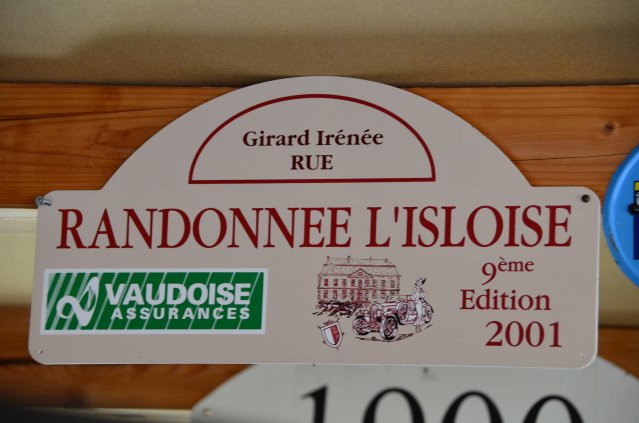 Girard Irénée
RUE
RANDONNEE L'ISLOISE
VAUDOISE
ASSURANCES
9ème
Edition
2001